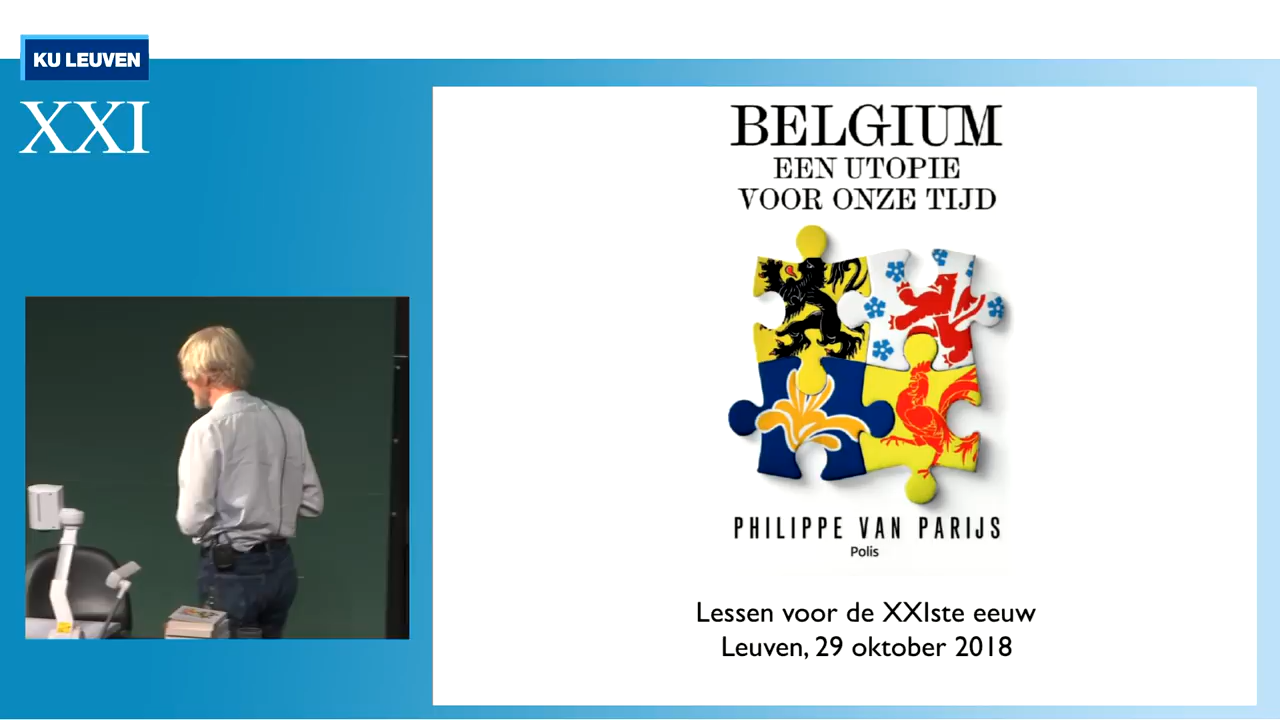 KU LEUVEN
XXI
BELGIUM
EEN UTOPIE
VOOR ONZE TIJD
PHILIPPE VAN PARIJS
Polis
Lessen voor de XXIste eeuw
Leuven, 29 oktober 2018